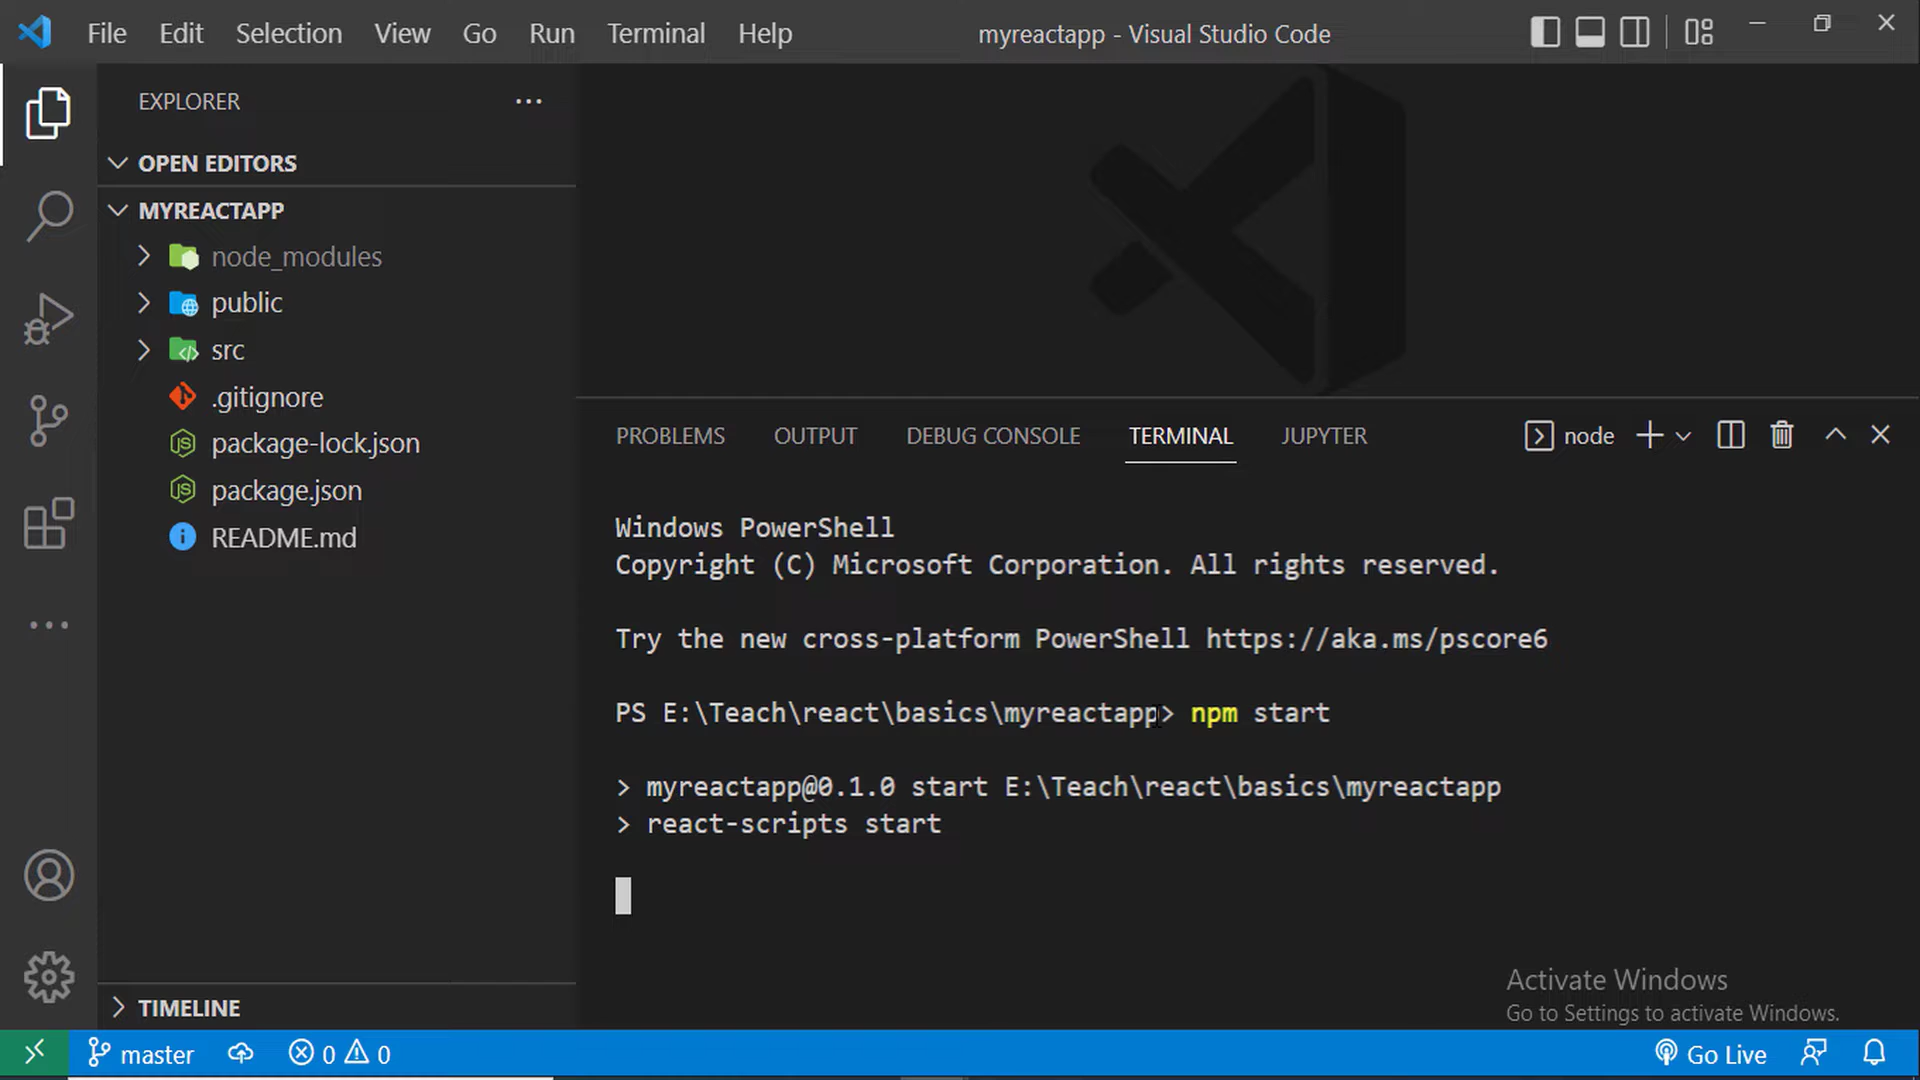 File Edit Selection View Go Run Terminal Help
myreactapp - Visual Studio Code
EXPLORER
OPEN EDITORS
MYREACTAPP
node_modules
public
src
.gitignore
package-lock.json
package.json
README.md
TIMELINE
PROBLEMS OUTPUT DEBUG CONSOLE TERMINAL JUPYTER
node
Windows PowerShell
Copyright (C) Microsoft Corporation. All rights reserved.
Try the new cross-platform PowerShell https://aka.ms/pscore6
PS E:\Teach\react\basics\myreactapp> npm start
> myreactapp@0.1.0 start E:\Teach\react\basics\myreactapp
> react-scripts start
Activate Windows
Go to Settings to activate Windows.
master 0 0
Go Live